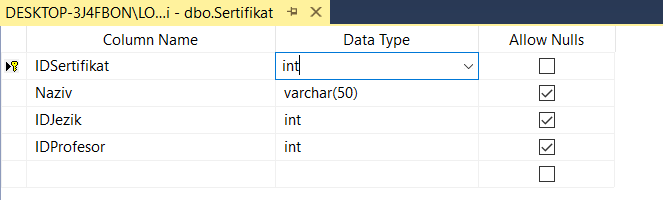 DESKTOP-3J4FBON\LO...i - dbo.Sertifikat
Column Name Data Type Allow Nulls
IDSertifikat int
Naziv varchar(50)
IDJezik int
IDProfesor int